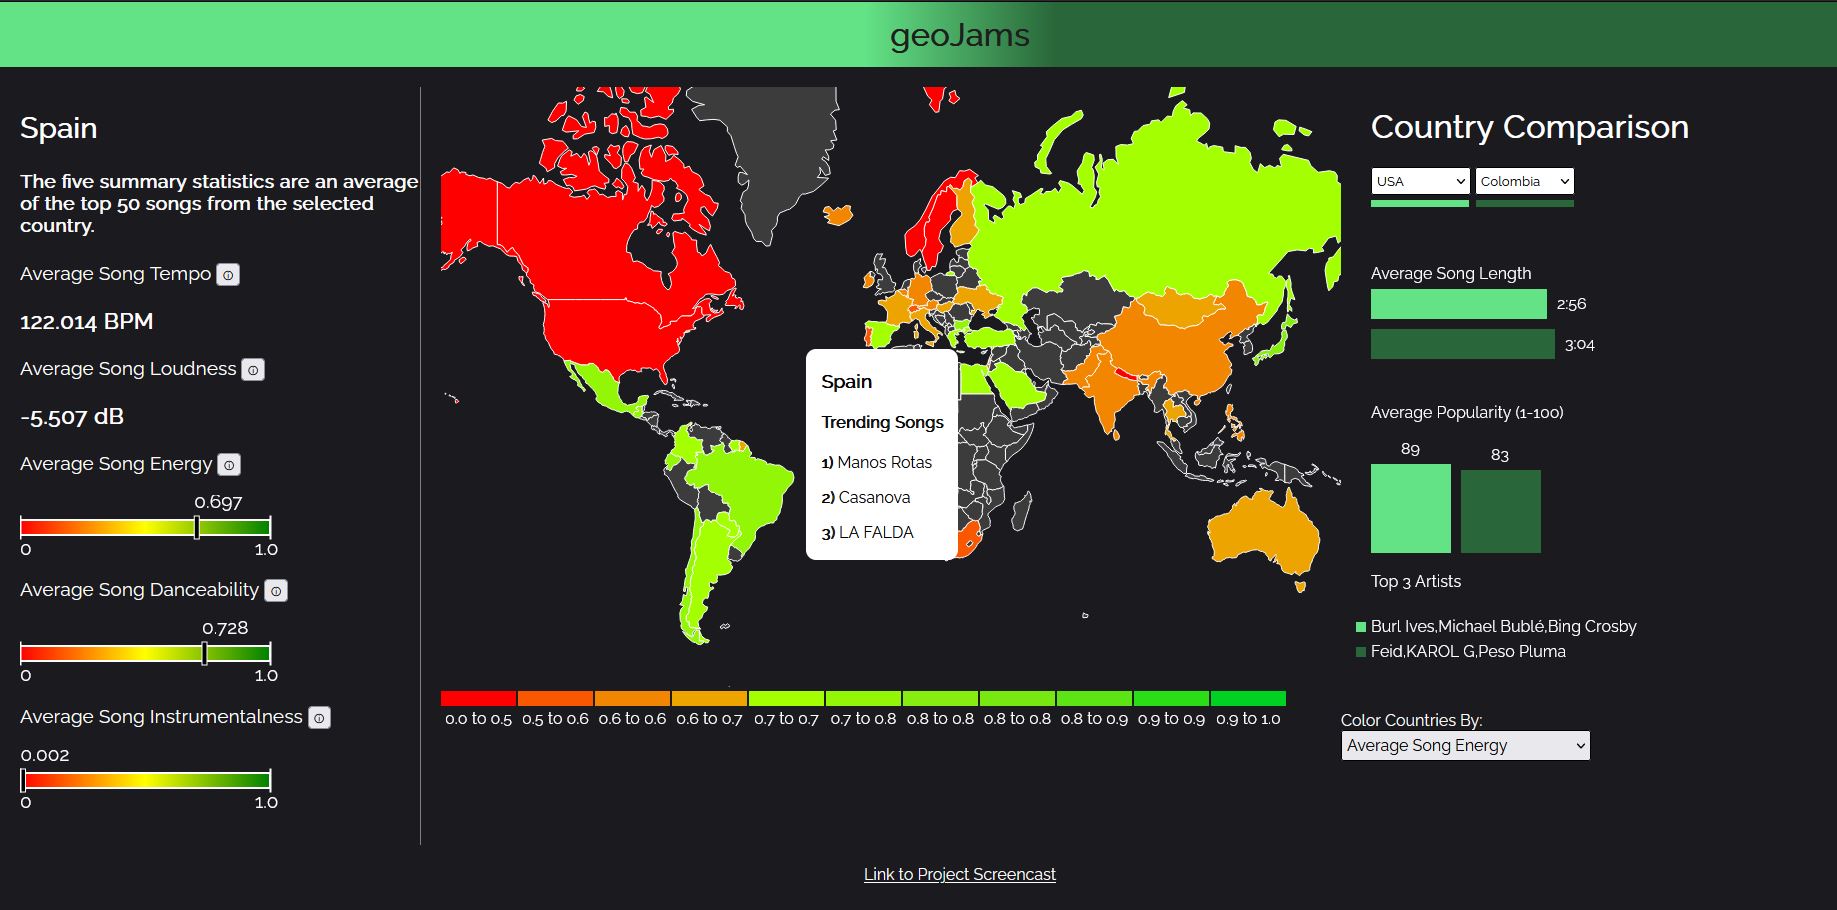 geoJams
Spain
The five summary statistics are an average
of the top 50 songs from the selected
country.
Average Song Tempo
122.014 BPM
Average Song Loudness
-5.507 dB
Average Song Energy
0.697
0 1.0
Average Song Danceability
0.728
0 1.0
Average Song Instrumentalness
0.002
0 1.0
Spain
Trending Songs
1) Manos Rotas
2) Casanova
3) LA FALDA
0.0 to 0.5 0.5 to 0.6 0.6 to 0.6 0.6 to 0.7 0.7 to 0.7 0.7 to 0.8 0.8 to 0.8 0.8 to 0.8 0.8 to 0.9 0.9 to 0.9 0.9 to 1.0
Country Comparison
USA Colombia
Average Song Length
2:56
3:04
Average Popularity (1-100)
89 83
Top 3 Artists
Burl Ives,Michael Bublé,Bing Crosby
Feid,KAROL G,Peso Pluma
Color Countries By:
Average Song Energy
Link to Project Screencast